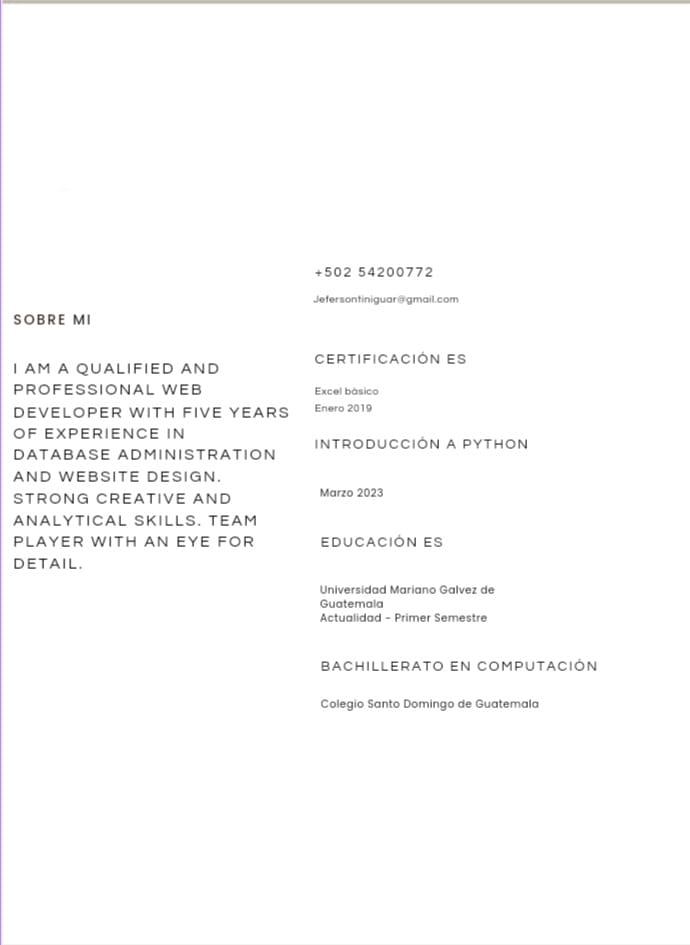 SOBRE MI
I AM A QUALIFIED AND
PROFESSIONAL WEB
DEVELOPER WITH FIVE YEARS
OF EXPERIENCE IN
DATABASE ADMINISTRATION
AND WEBSITE DESIGN.
STRONG CREATIVE AND
ANALYTICAL SKILLS. TEAM
PLAYER WITH AN EYE FOR
DETAIL.
+502 54200772
Jefersontiniguar@gmail.com
CERTIFICACIÓN ES
Excel básico
Enero 2019
INTRODUCCIÓN A PYTHON
Marzo 2023
EDUCACIÓN ES
Universidad Mariano Galvez de
Guatemala
Actualidad - Primer Semestre
BACHILLERATO EN COMPUTACIÓN
Colegio Santo Domingo de Guatemala